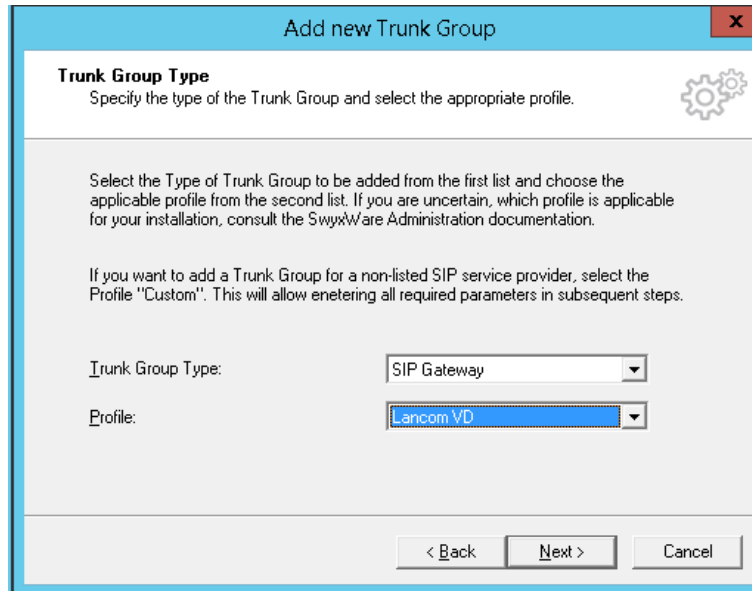 Add new Trunk Group
x
Trunk Group Type
Specify the type of the Trunk Group and select the appropriate profile.
Select the Type of Trunk Group to be added from the first list and choose the
applicable profile from the second list. If you are uncertain, which profile is applicable
for your installation, consult the SwyxWare Administration documentation.
If you want to add a Trunk Group for a non-listed SIP service provider, select the
Profile "Custom". This will allow enetering all required parameters in subsequent steps.
Trunk Group Type: SIP Gateway
Profile: Lancom VD
< Back Next > Cancel